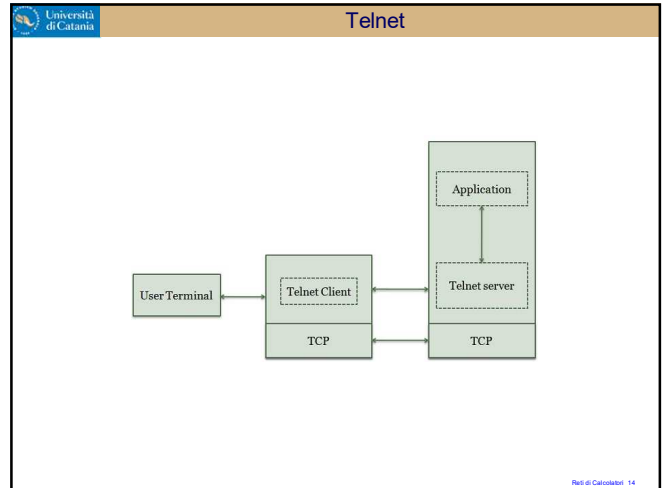 Università
di Catania
Telnet
Application
User Terminal
Telnet Client
Telnet server
TCP
TCP
Reti di Calcolatori 14